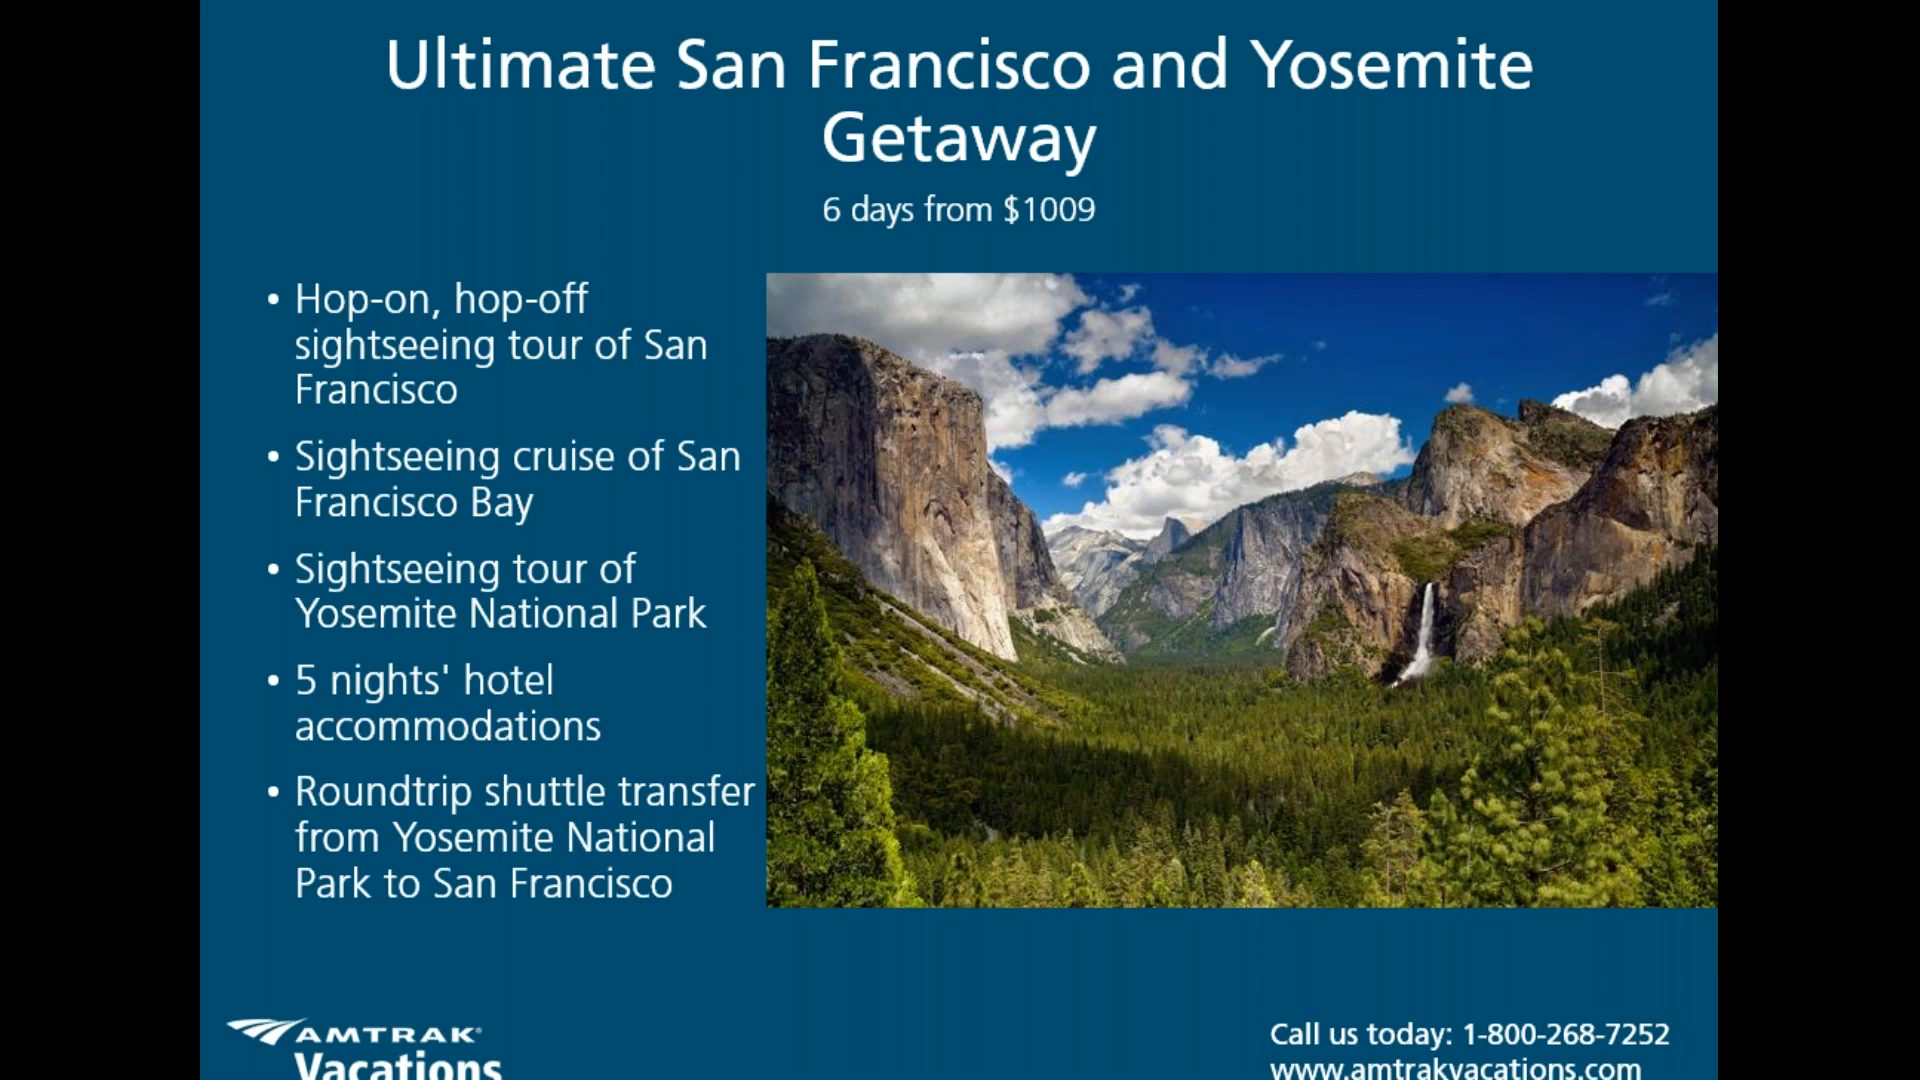 Ultimate San Francisco and Yosemite
Getaway
6 days from $1009
• Hop-on, hop-off
sightseeing tour of San
Francisco
• Sightseeing cruise of San
Francisco Bay
• Sightseeing tour of
Yosemite National Park
• 5 nights' hotel
accommodations
• Roundtrip shuttle transfer
from Yosemite National
Park to San Francisco
AMTRAK®
Vacations
Call us today: 1-800-268-7252
www.amtrakvacations.com